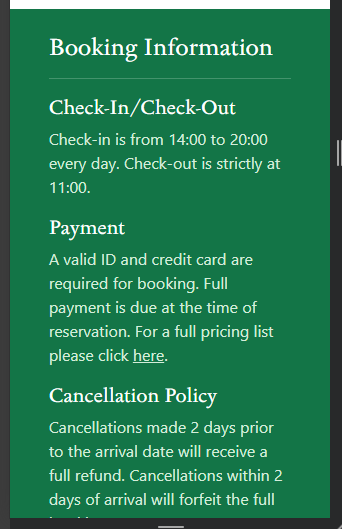 Booking Information
Check-In/Check-Out
Check-in is from 14:00 to 20:00
every day. Check-out is strictly at
11:00.
Payment
A valid ID and credit card are
required for booking. Full
payment is due at the time of
reservation. For a full pricing list
please click here.
Cancellation Policy
Cancellations made 2 days prior
to the arrival date will receive a
full refund. Cancellations within 2
days of arrival will forfeit the full